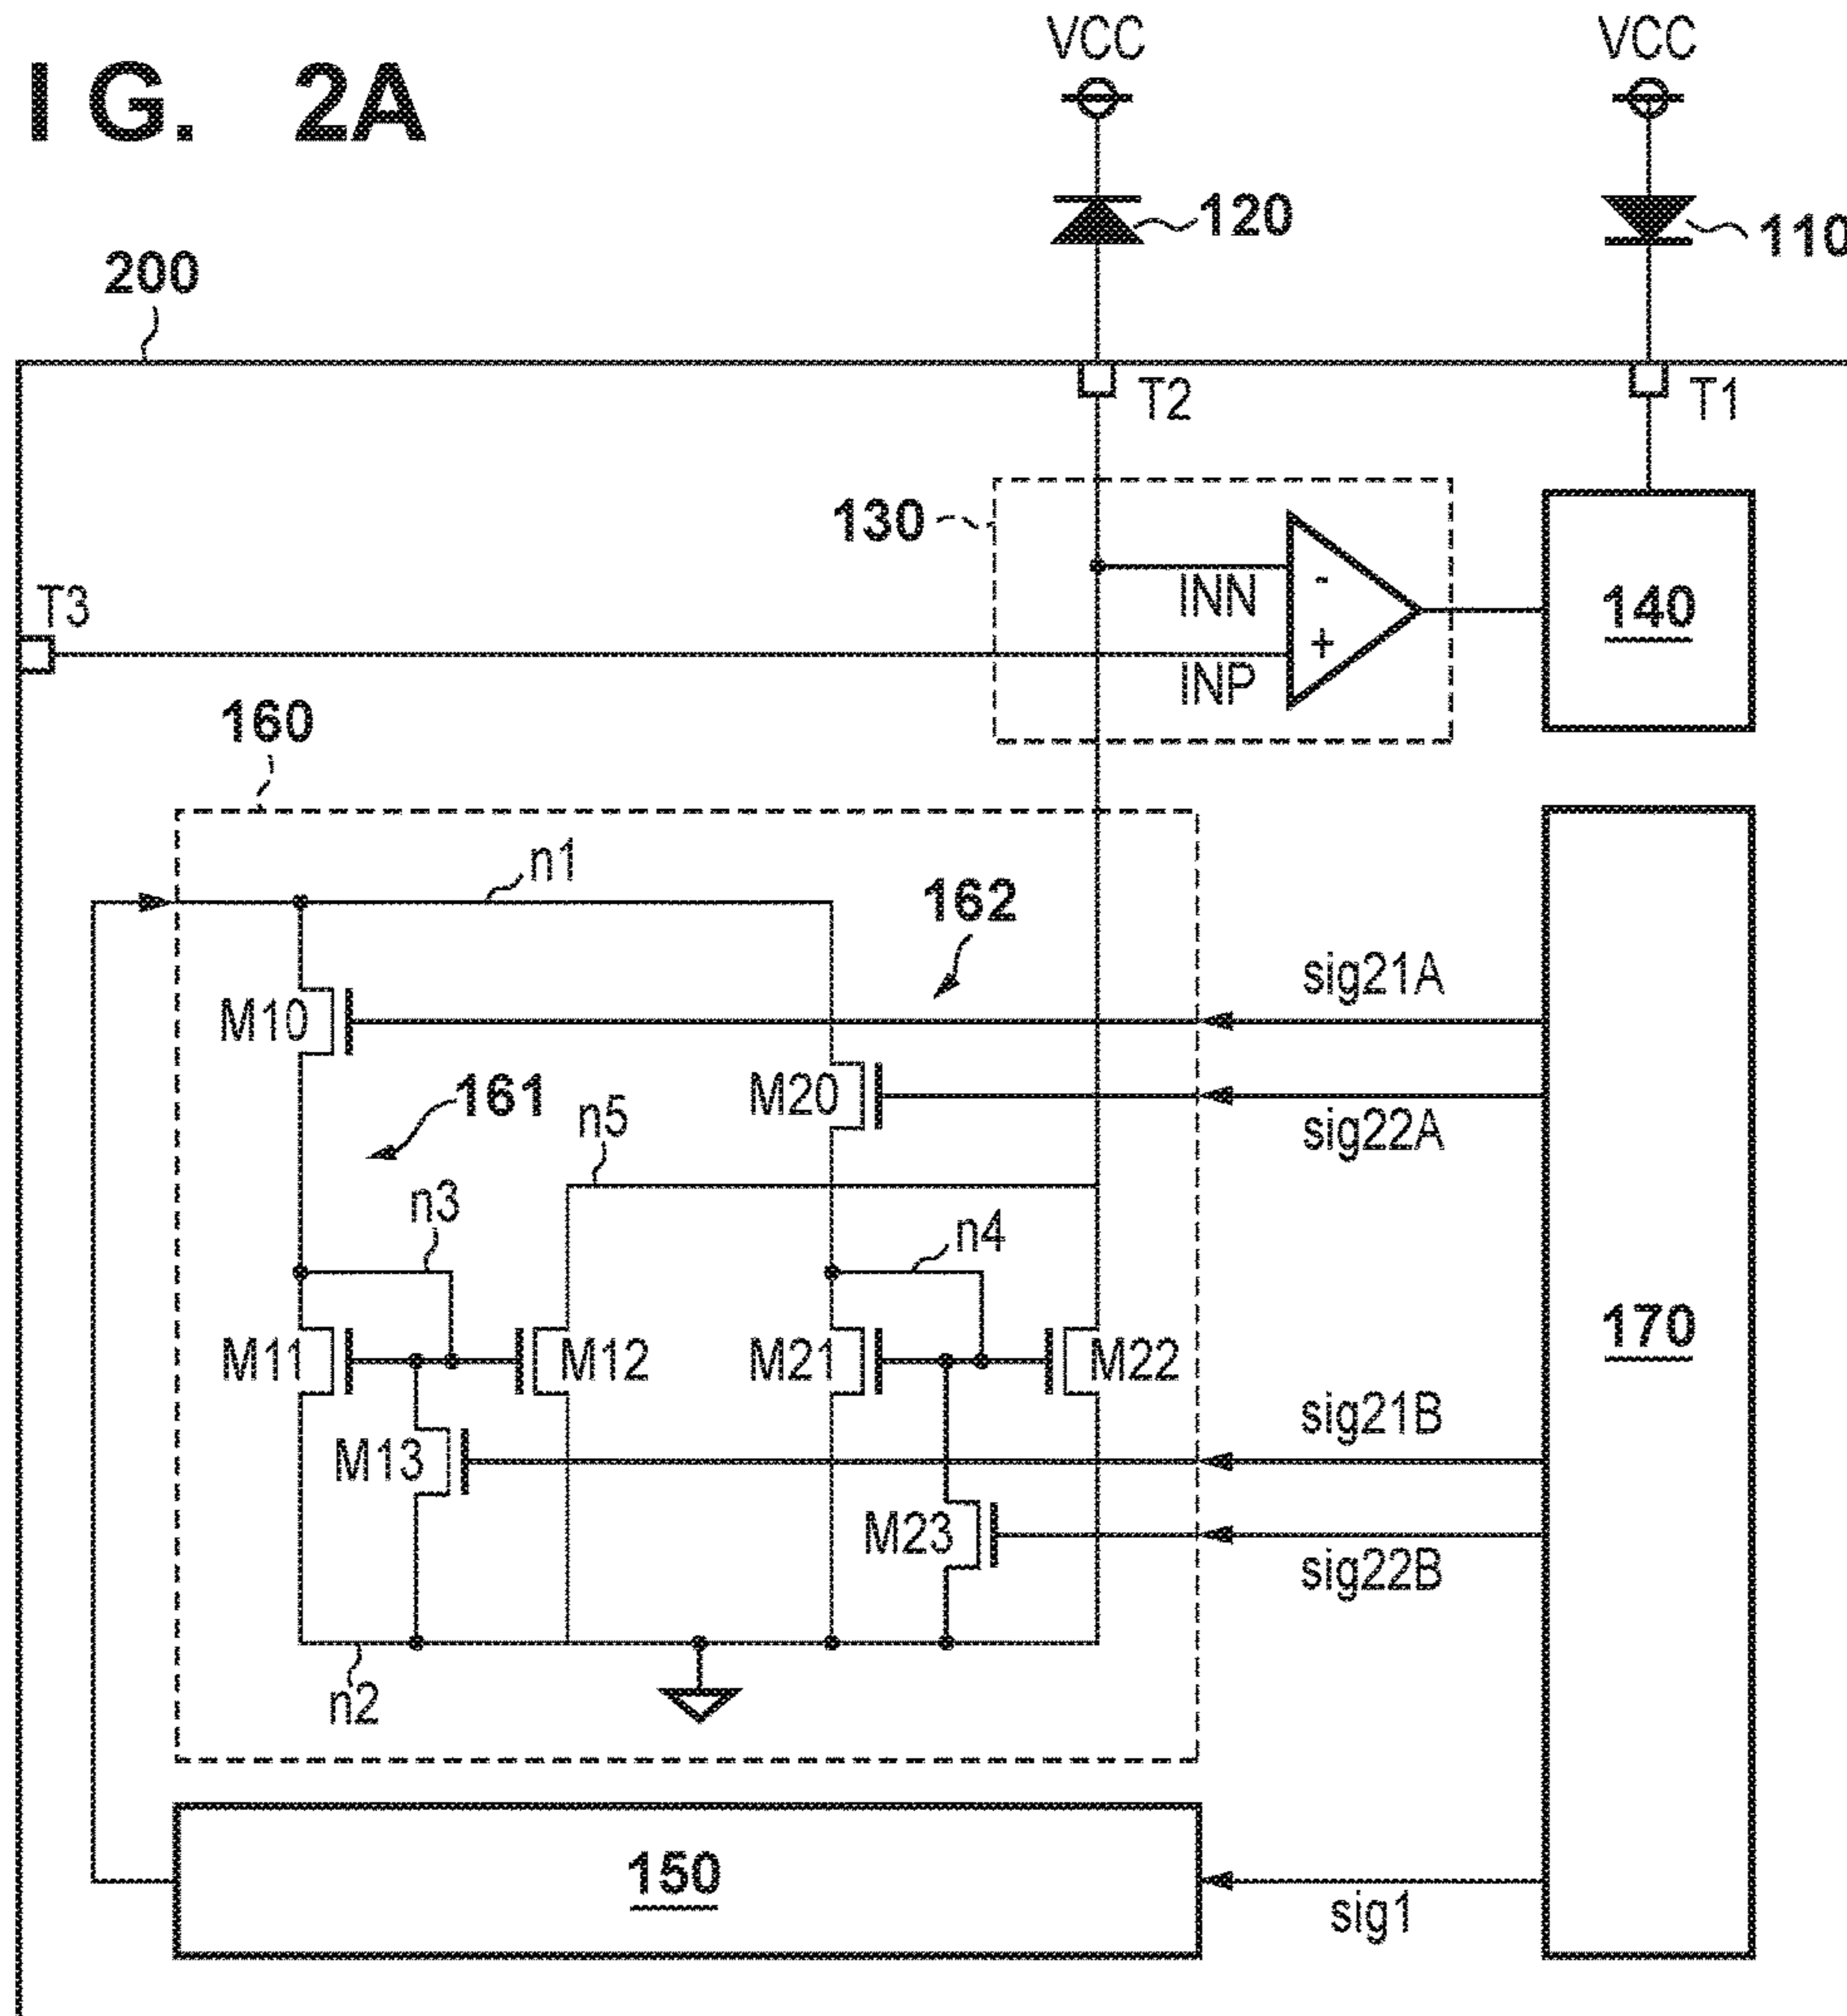 I G. 2A
VCC
VCC
120
110
200
T2
T1
130
INN
-
140
T3
+
INP
160
n1
162
sig21A
M10
161
M20
n5
sig22A
n3
n4
170
M11
M12
M21
M22
sig21B
M13
M23
sig22B
n2
150
sig1